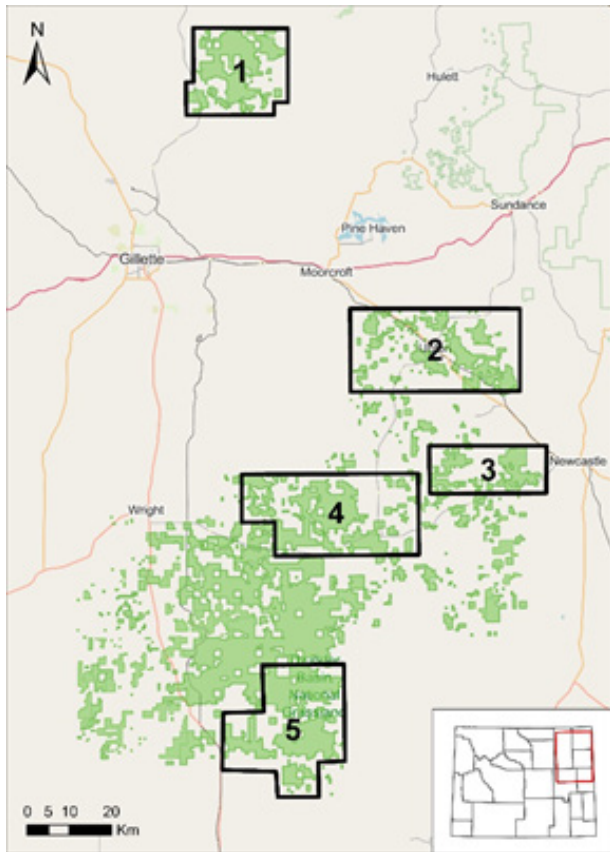 N
1
Hulett
Sundance
Pine Haven
Gillette
Moorcroft
2
3
Newcastle
4
Wright
Basin
National
Grassland
5
0 5 10 20
Km